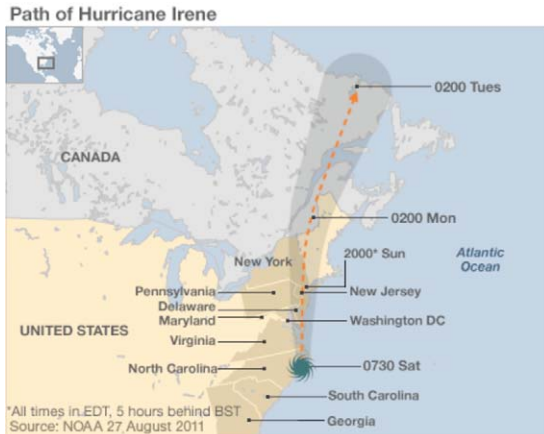 Path of Hurricane Irene
0200 Tues
CANADA
0200 Mon
2000* Sun
New York
Atlantic
Ocean
Pennsylvania
New Jersey
Delaware
Maryland
Washington DC
UNITED STATES
Virginia
North Carolina
0730 Sat
South Carolina
*All times in EDT, 5 hours behind BST
Georgia
Source: NOAA 27 August 2011